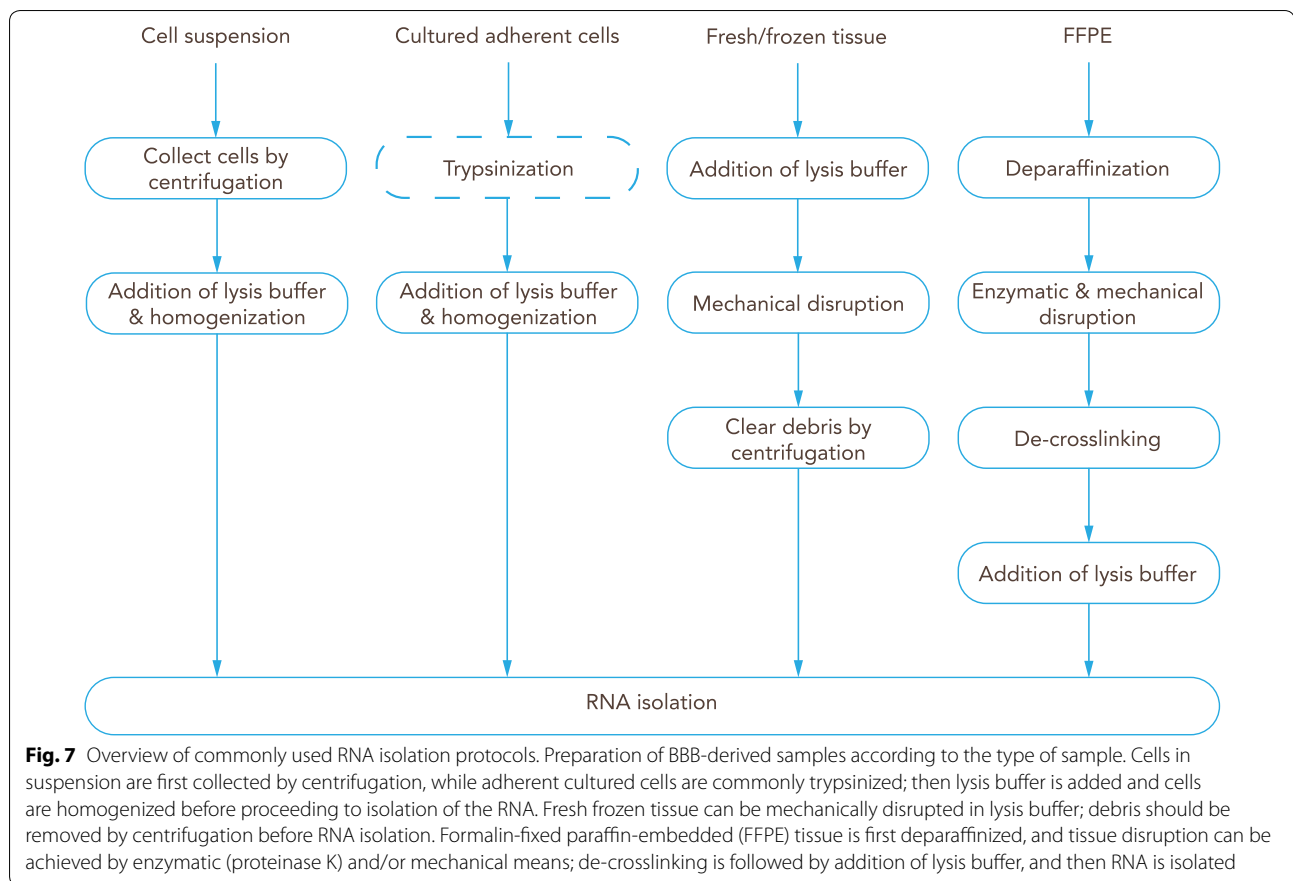 Cell suspension
Cultured adherent cells
Fresh/frozen tissue
FFPE
Collect cells by
centrifugation
Trypsinization
Addition of lysis buffer
Deparaffinization
Addition of lysis buffer
& homogenization
Addition of lysis buffer
& homogenization
Mechanical disruption
Enzymatic & mechanical
disruption
Clear debris by
centrifugation
De-crosslinking
Addition of lysis buffer
RNA isolation
Fig. 7 Overview of commonly used RNA isolation protocols. Preparation of BBB-derived samples according to the type of sample. Cells in
suspension are first collected by centrifugation, while adherent cultured cells are commonly trypsinized; then lysis buffer is added and cells
are homogenized before proceeding to isolation of the RNA. Fresh frozen tissue can be mechanically disrupted in lysis buffer; debris should be
removed by centrifugation before RNA isolation. Formalin-fixed paraffin-embedded (FFPE) tissue is first deparaffinized, and tissue disruption can be
achieved by enzymatic (proteinase K) and/or mechanical means; de-crosslinking is followed by addition of lysis buffer, and then RNA is isolated